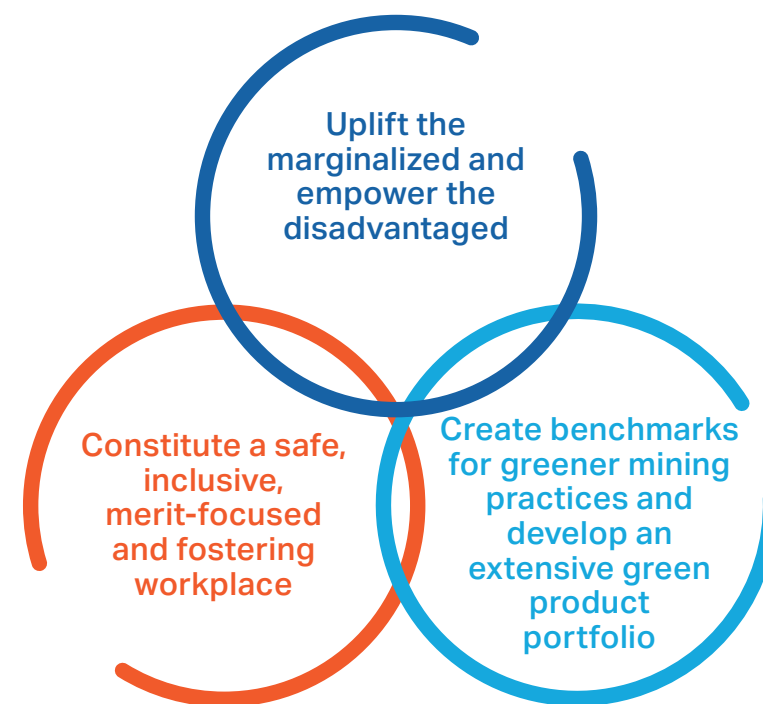 Uplift the
marginalized and
empower the
disadvantaged
Constitute a safe,
inclusive,
merit-focused
and fostering
workplace
Create benchmarks
for greener mining
practices and
develop an
extensive green
product
portfolio